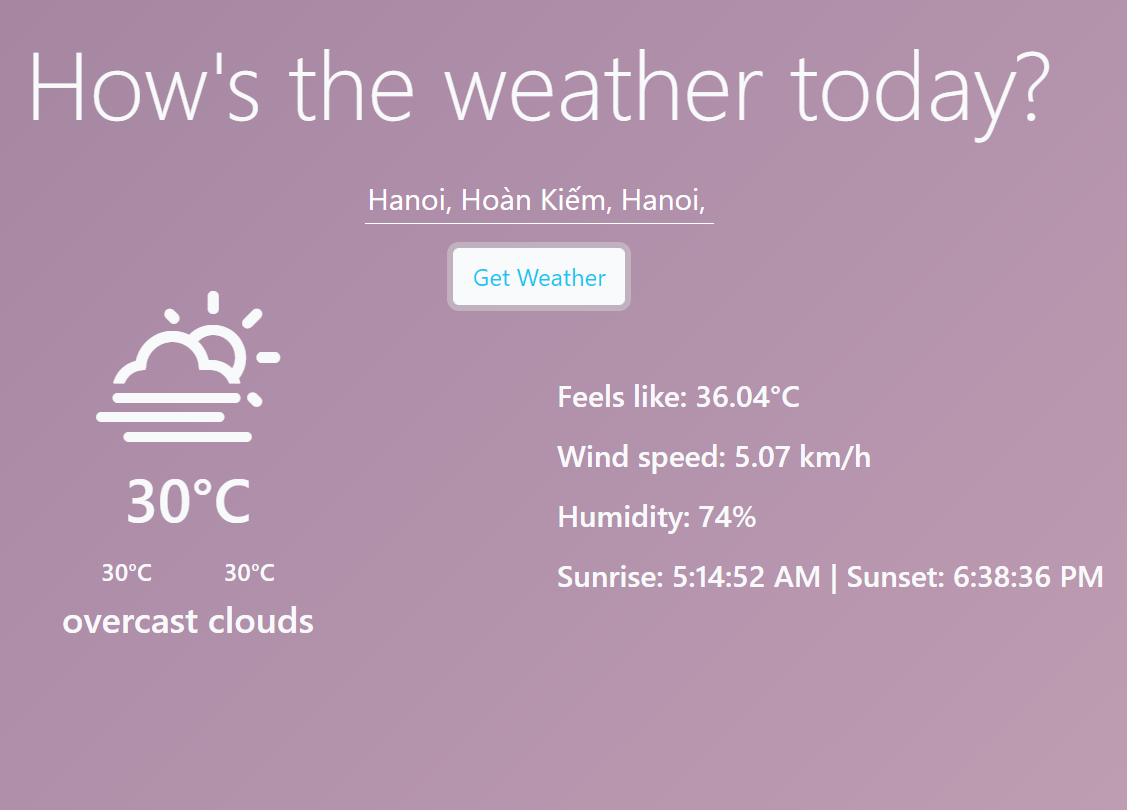 How's the weather today?
Hanoi, Hoàn Kiếm, Hanoi,
Get Weather
30°C
30°C 30°C
overcast clouds
Feels like: 36.04°C
Wind speed: 5.07 km/h
Humidity: 74%
Sunrise: 5:14:52 AM | Sunset: 6:38:36 PM